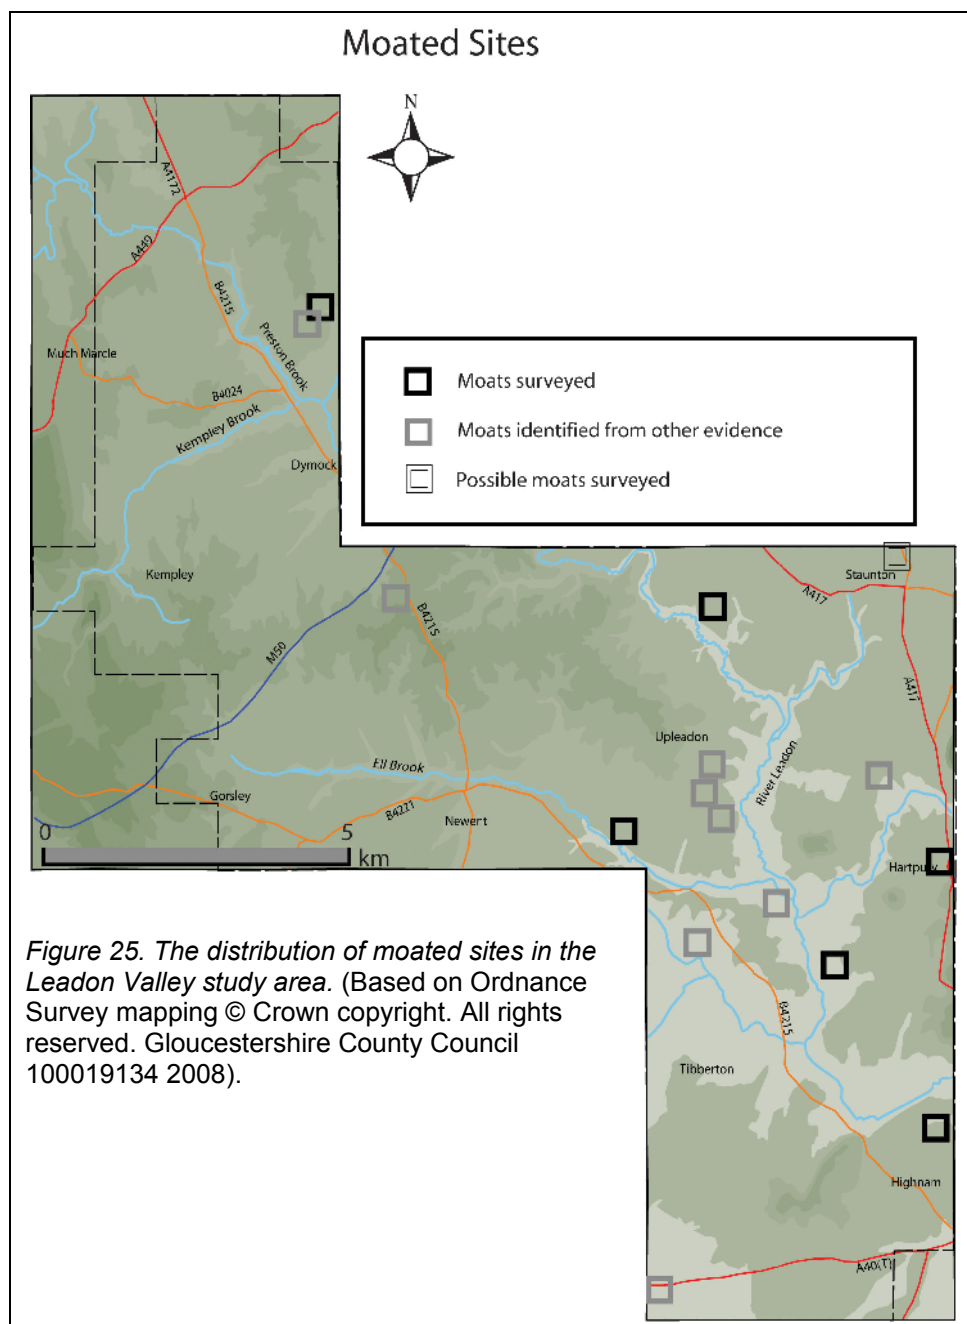 Moated Sites
N
A4172
A449
B4215
Preston Brook
Much Marcle
B4024
Kempley Brook
Dymock
Moats surveyed
Moats identified from other evidence
Possible moats surveyed
Kempley
Staunton
A417
B4215
M50
A417
Upleadon
River Leadon
Ell Brook
Gorsley
B4221
Newent
0
5
km
Hartpury
Figure 25. The distribution of moated sites in the
Leadon Valley study area. (Based on Ordnance
Survey mapping © Crown copyright. All rights
reserved. Gloucestershire County Council
100019134 2008).
B4215
Tibberton
Highnam
A40(T)